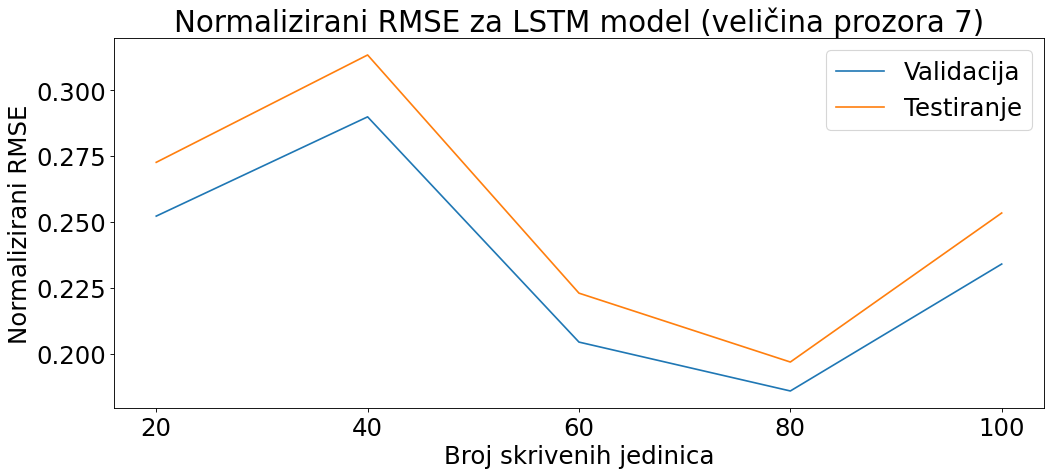 Normalizirani RMSE za LSTM model (veličina prozora 7)
Validacija
Testiranje
Normalizirani RMSE
0.300
0.275
0.250
0.225
0.200
20 40 60 80 100
Broj skrivenih jedinica